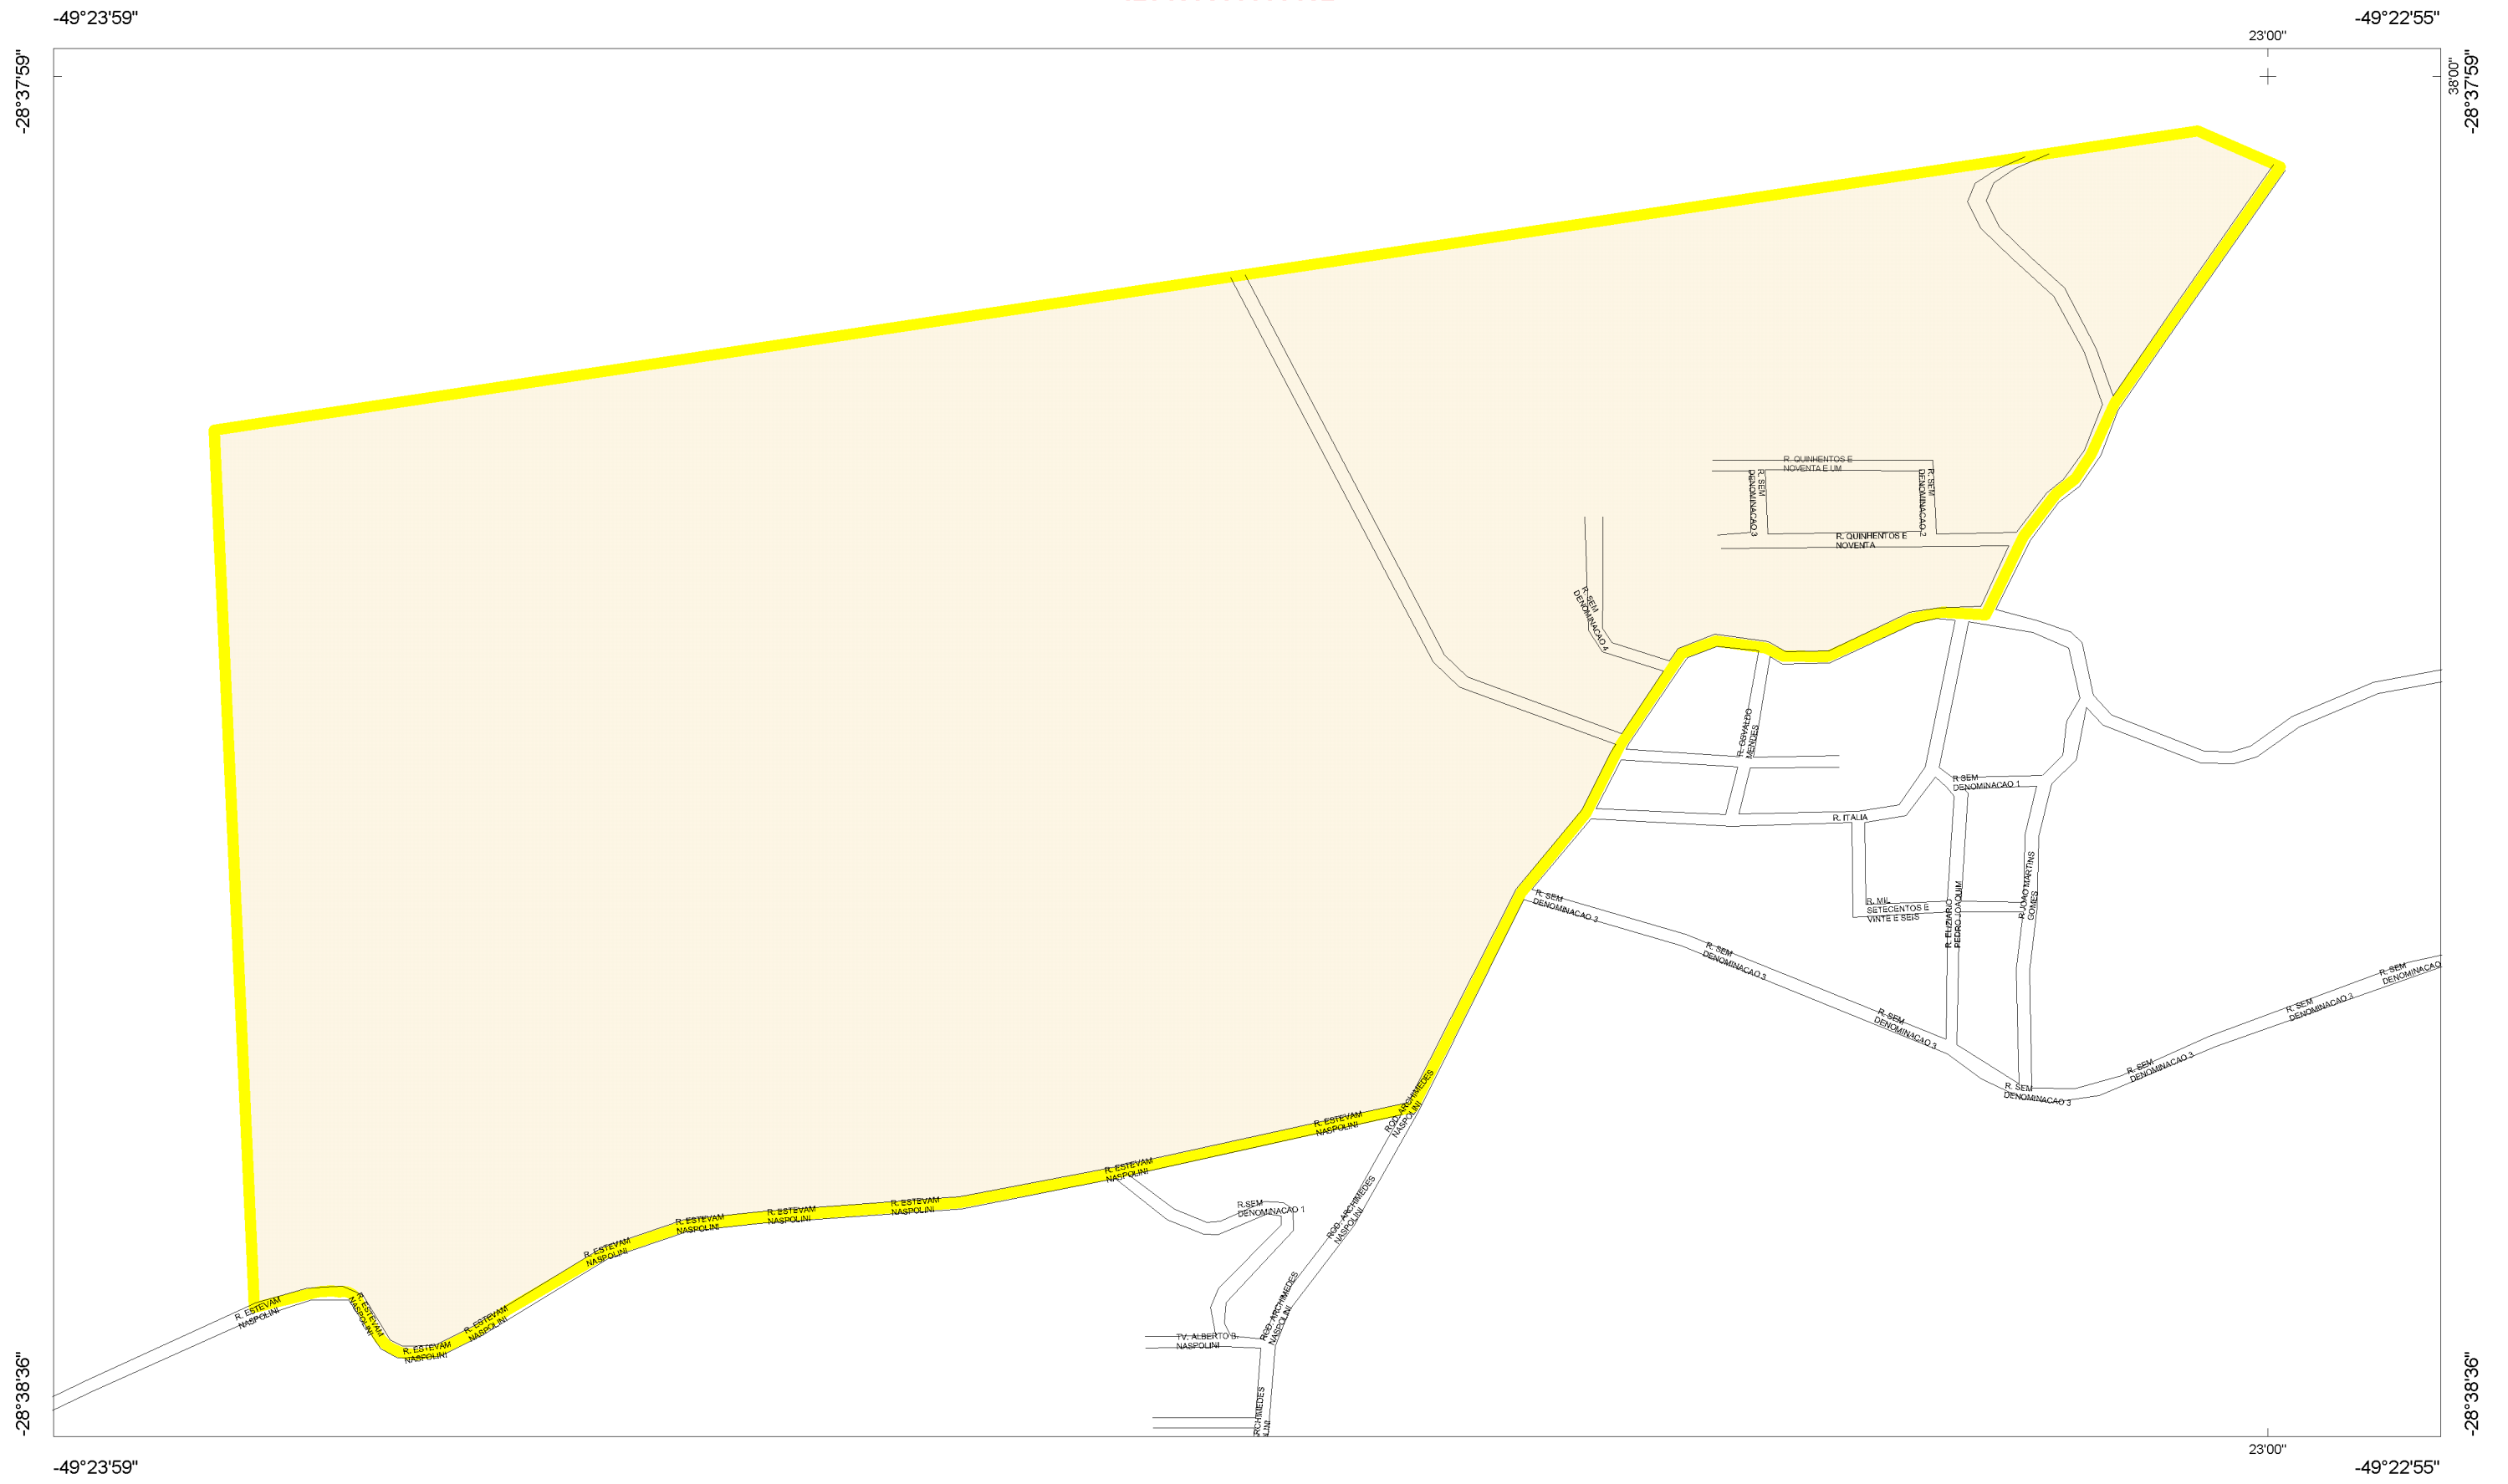 -49°23'59"
-49°22'55"
23'00"
-28°37'59"
38'00"
-28°37'59"
R. QUINHENTOS E
NOVENTA E UM
R. SEM
DENOMINACAO 3
R. SEM
DENOMINACAO 2
R. QUINHENTOS E
NOVENTA
R. SEM
DENOMINACAO 4
R. OSVALDO
MENDES
R SEM
DENOMINACAO 1
R. ITALIA
R. MIL
SETECENTOS E
VINTE E SEIS
R. ELIZIARIO
PEDRO JOAQUIM
R. JOAO MARTINS
GOMES
R. SEM
DENOMINACAO 3
R. SEM
DENOMINACAO 3
R. SEM
DENOMINACAO 3
R. SEM
DENOMINACAO 3
R. SEM
DENOMINACAO 3
R. SEM
DENOMINACAO 3
R. SEM
DENOMINACAO
ROD. ARCHIMEDES
NASPOLINI
R. ESTEVAM
NASPOLINI
R. ESTEVAM
NASPOLINI
R. ESTEVAM
NASPOLINI
R. ESTEVAM
NASPOLINI
R. ESTEVAM
NASPOLINI
R. ESTEVAM
NASPOLINI
R. ESTEVAM
NASPOLINI
R. ESTEVAM
NASPOLINI
R. ESTEVAM
NASPOLINI
R. ESTEVAM
NASPOLINI
R.SEM
DENOMINACAO 1
ROD. ARCHIMEDES
NASPOLINI
ROD. ARCHIMEDES
NASPOLINI
TV. ALBERTO B.
NASPOLINI
RCHIMEDES
LINI
-28°38'36"
-28°38'36"
23'00"
-49°23'59"
-49°22'55"